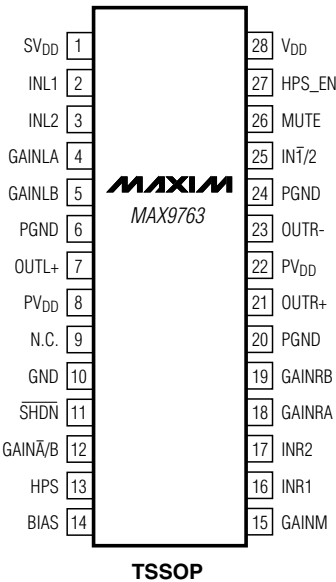 SVDD 1
INL1 2
INL2 3
GAINLA 4
GAINLB 5
PGND 6
OUTL+ 7
PVDD 8
N.C. 9
GND 10
S̅H̅D̅N̅ 11
GAINA̅/B 12
HPS 13
BIAS 14
MAXIM
MAX9763
28 VDD
27 HPS_EN
26 MUTE
25 IN1̅/2
24 PGND
23 OUTR-
22 PVDD
21 OUTR+
20 PGND
19 GAINRB
18 GAINRA
17 INR2
16 INR1
15 GAINM
TSSOP